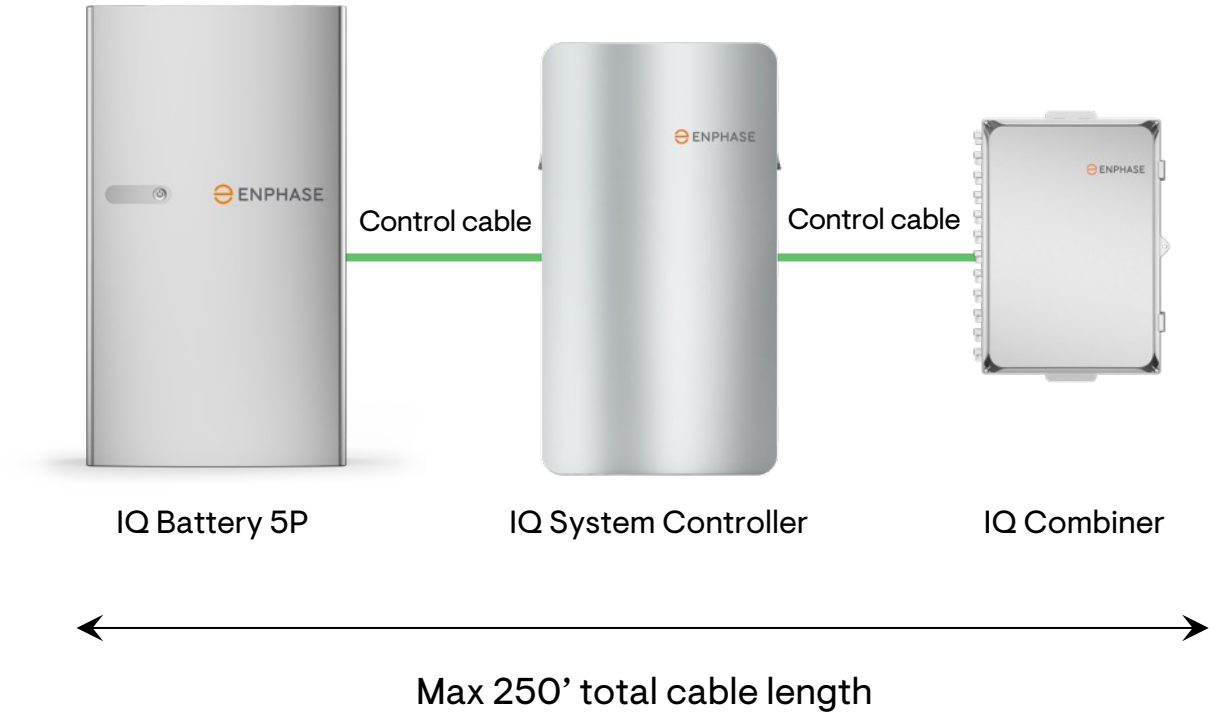 ENPHASE
ENPHASE
ENPHASE
Control cable
Control cable
IQ Battery 5P
IQ System Controller
IQ Combiner
Max 250’ total cable length